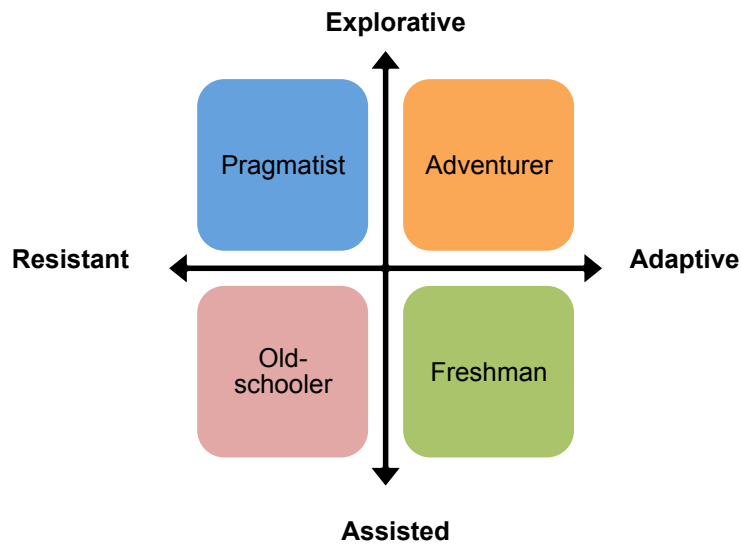 Explorative
Pragmatist
Adventurer
Resistant
Adaptive
Old-
schooler
Freshman
Assisted